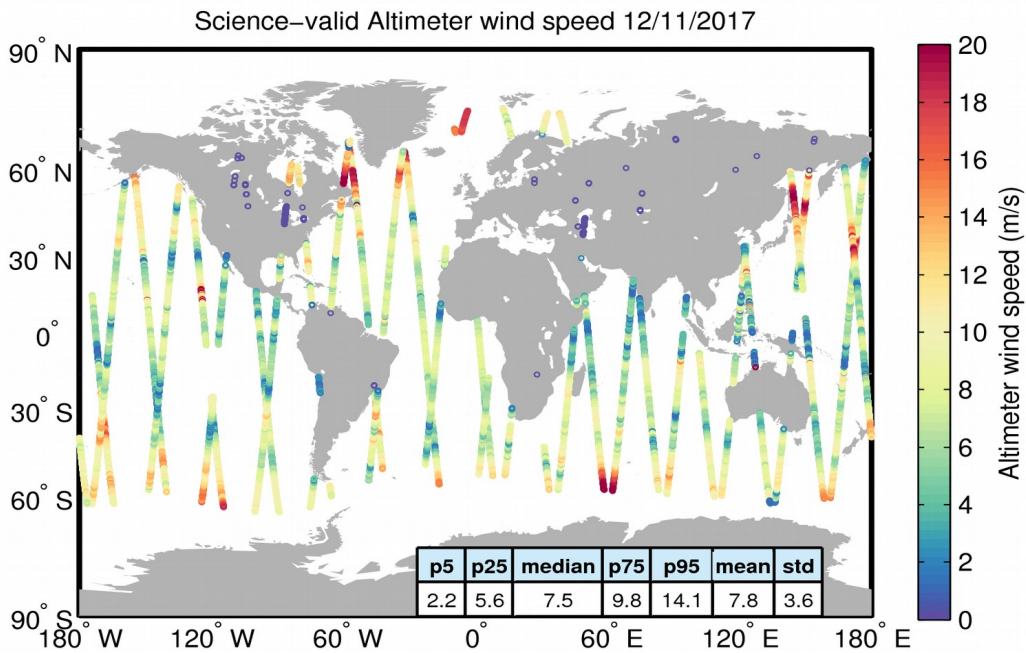 Science-valid Altimeter wind speed 12/11/2017
90° N
60° N
30° N
0°
30° S
60° S
90° S
180° W
120° W
60° W
0°
60° E
120° E
180° E
p5 p25 median p75 p95 mean std
2.2 5.6 7.5 9.8 14.1 7.8 3.6
20
18
16
14
12
10
8
6
4
2
0
Altimeter wind speed (m/s)